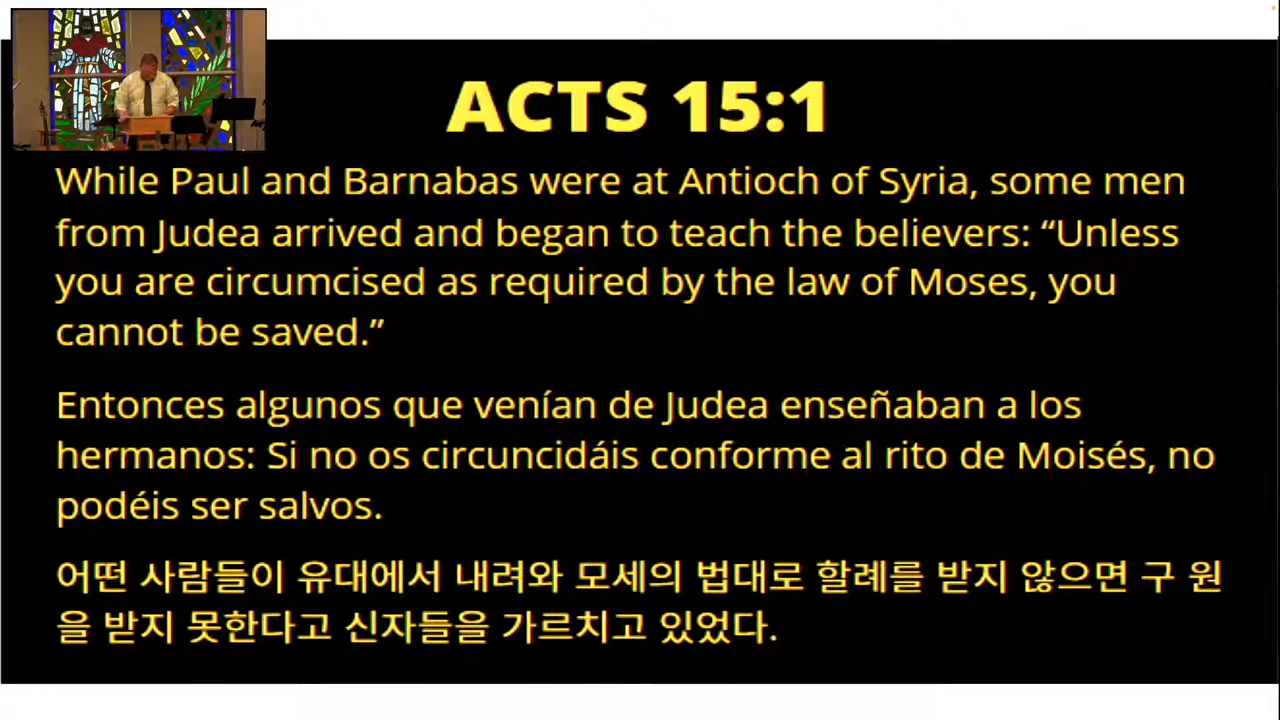 ACTS 15:1
While Paul and Barnabas were at Antioch of Syria, some men
from Judea arrived and began to teach the believers: “Unless
you are circumcised as required by the law of Moses, you
cannot be saved.”
Entonces algunos que venían de Judea enseñaban a los
hermanos: Si no os circuncidáis conforme al rito de Moisés, no
podéis ser salvos.
어떤 사람들이 유대에서 내려와 모세의 법대로 할례를 받지 않으면 구 원
을 받지 못한다고 신자들을 가르치고 있었다.